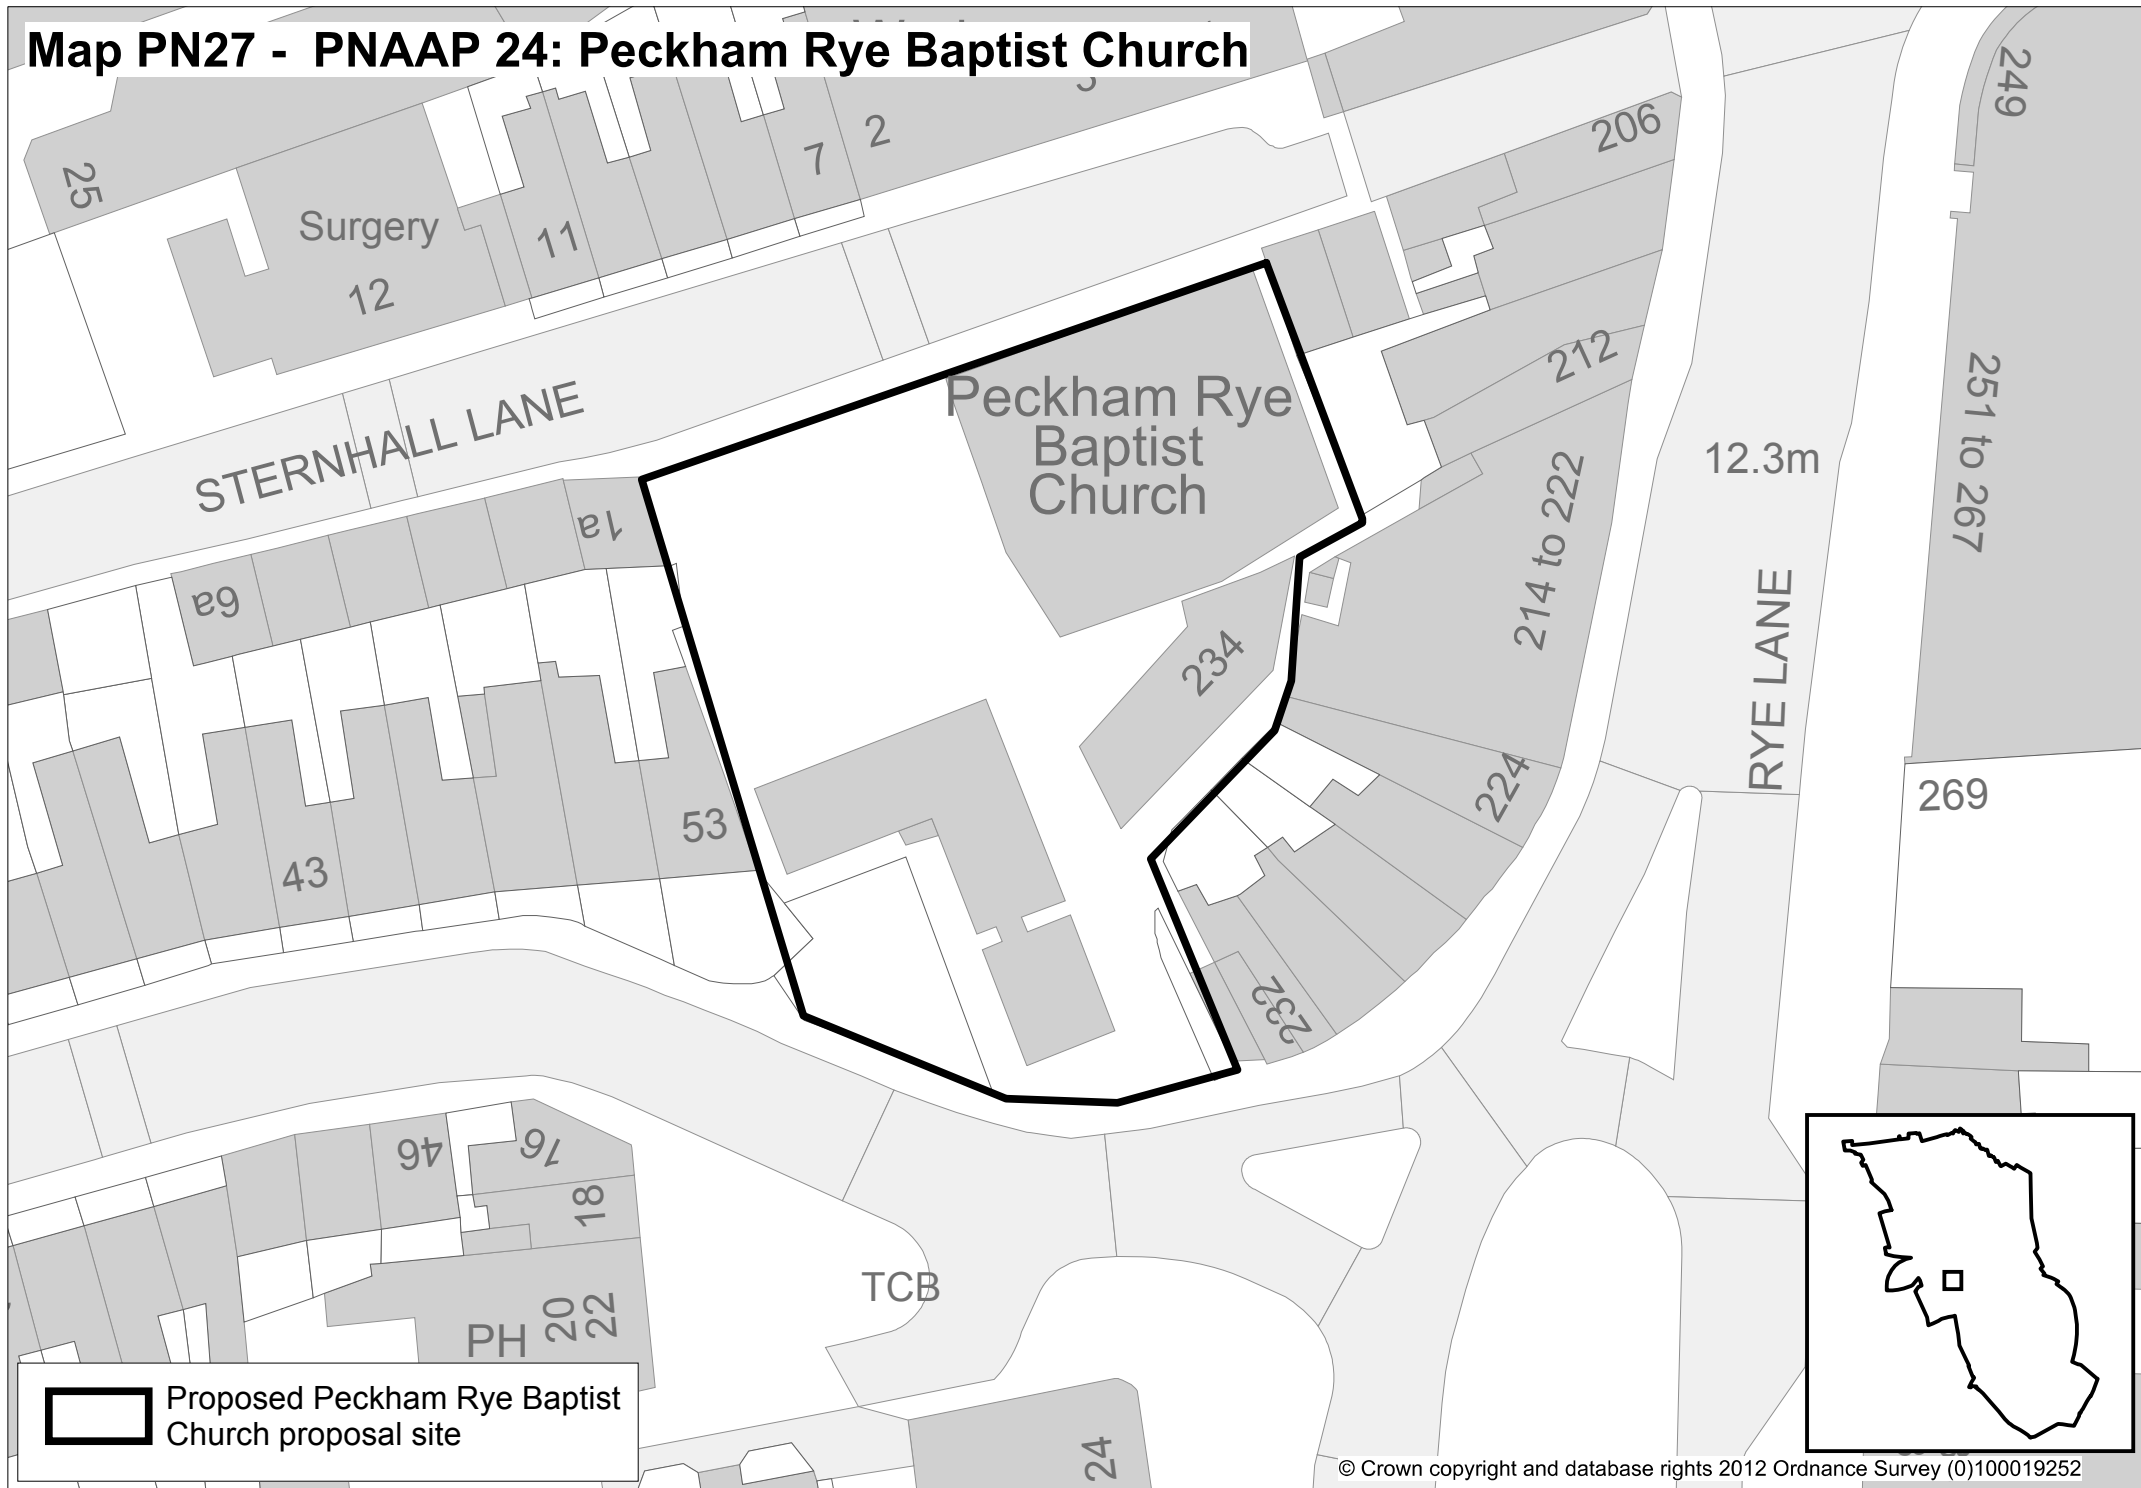 Map PN27 - PNAAP 24: Peckham Rye Baptist Church
249
206
2
7
25
Surgery
11
12
212
Peckham Rye
Baptist
Church
STERNHALL LANE
251 to 267
12.3m
1a
214 to 222
6a
RYE LANE
234
224
269
53
43
232
46
76
18
TCB
20
22
PH
Proposed Peckham Rye Baptist
Church proposal site
24
© Crown copyright and database rights 2012 Ordnance Survey (0)100019252